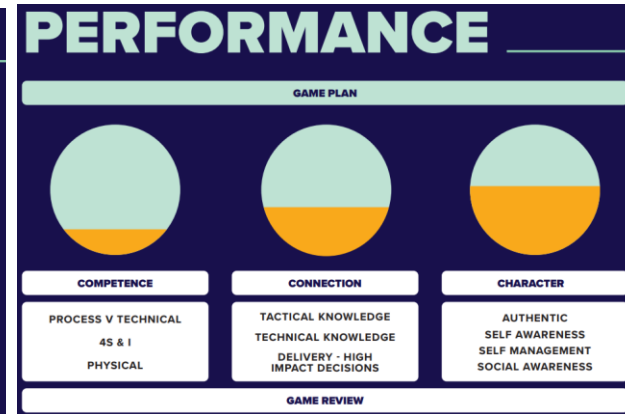 PERFORMANCE
GAME PLAN
COMPETENCE
CONNECTION
CHARACTER
PROCESS V TECHNICAL
4S & I
PHYSICAL
TACTICAL KNOWLEDGE
TECHNICAL KNOWLEDGE
DELIVERY - HIGH
IMPACT DECISIONS
AUTHENTIC
SELF AWARENESS
SELF MANAGEMENT
SOCIAL AWARENESS
GAME REVIEW